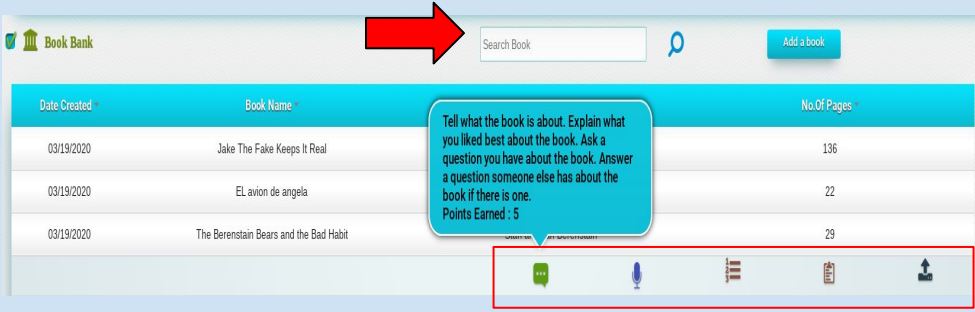 Book Bank
Search Book
Add a book
Date Created
Book Name
No.Of Pages
Tell what the book is about. Explain what
you liked best about the book. Ask a
question you have about the book. Answer
a question someone else has about the
book if there is one.
Points Earned : 5
03/19/2020 Jake The Fake Keeps It Real 136
03/19/2020 EL avion de angela 22
03/19/2020 The Berenstain Bears and the Bad Habit Berenstain 29